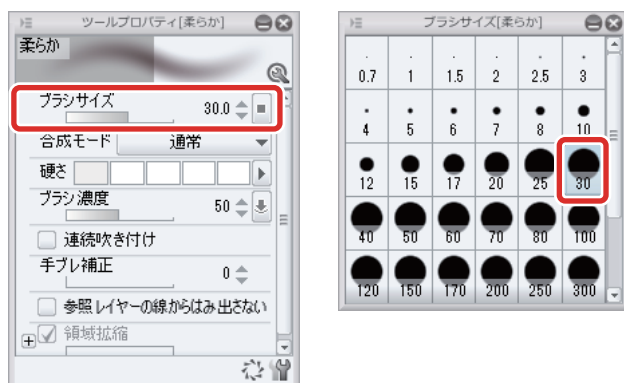 ツールプロパティ[柔らか]
柔らか
ブラシサイズ 30.0
合成モード 通常
硬さ
ブラシ濃度 50
連続吹き付け
手ブレ補正 0
参照レイヤーの線からはみ出さない
領域拡縮
ブラシサイズ[柔らか]
0.7 1 1.5 2 2.5 3
4 5 6 7 8 10
12 15 17 20 25 30
40 50 60 70 80 100
120 150 170 200 250 300